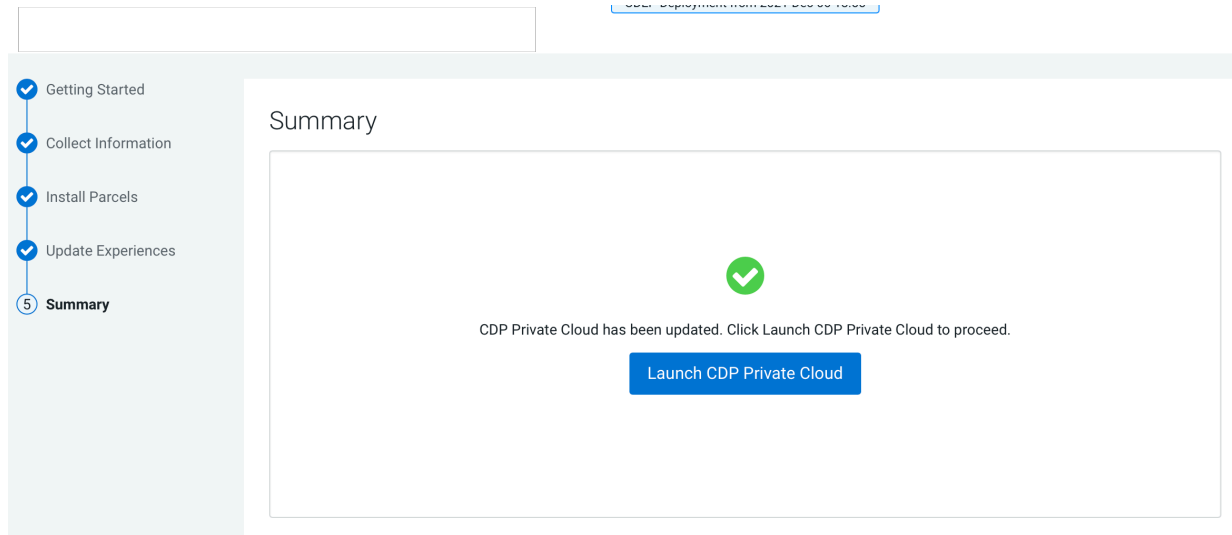 Getting Started
Collect Information
Install Parcels
Update Experiences
5 Summary
Summary
CDP Private Cloud has been updated. Click Launch CDP Private Cloud to proceed.
Launch CDP Private Cloud